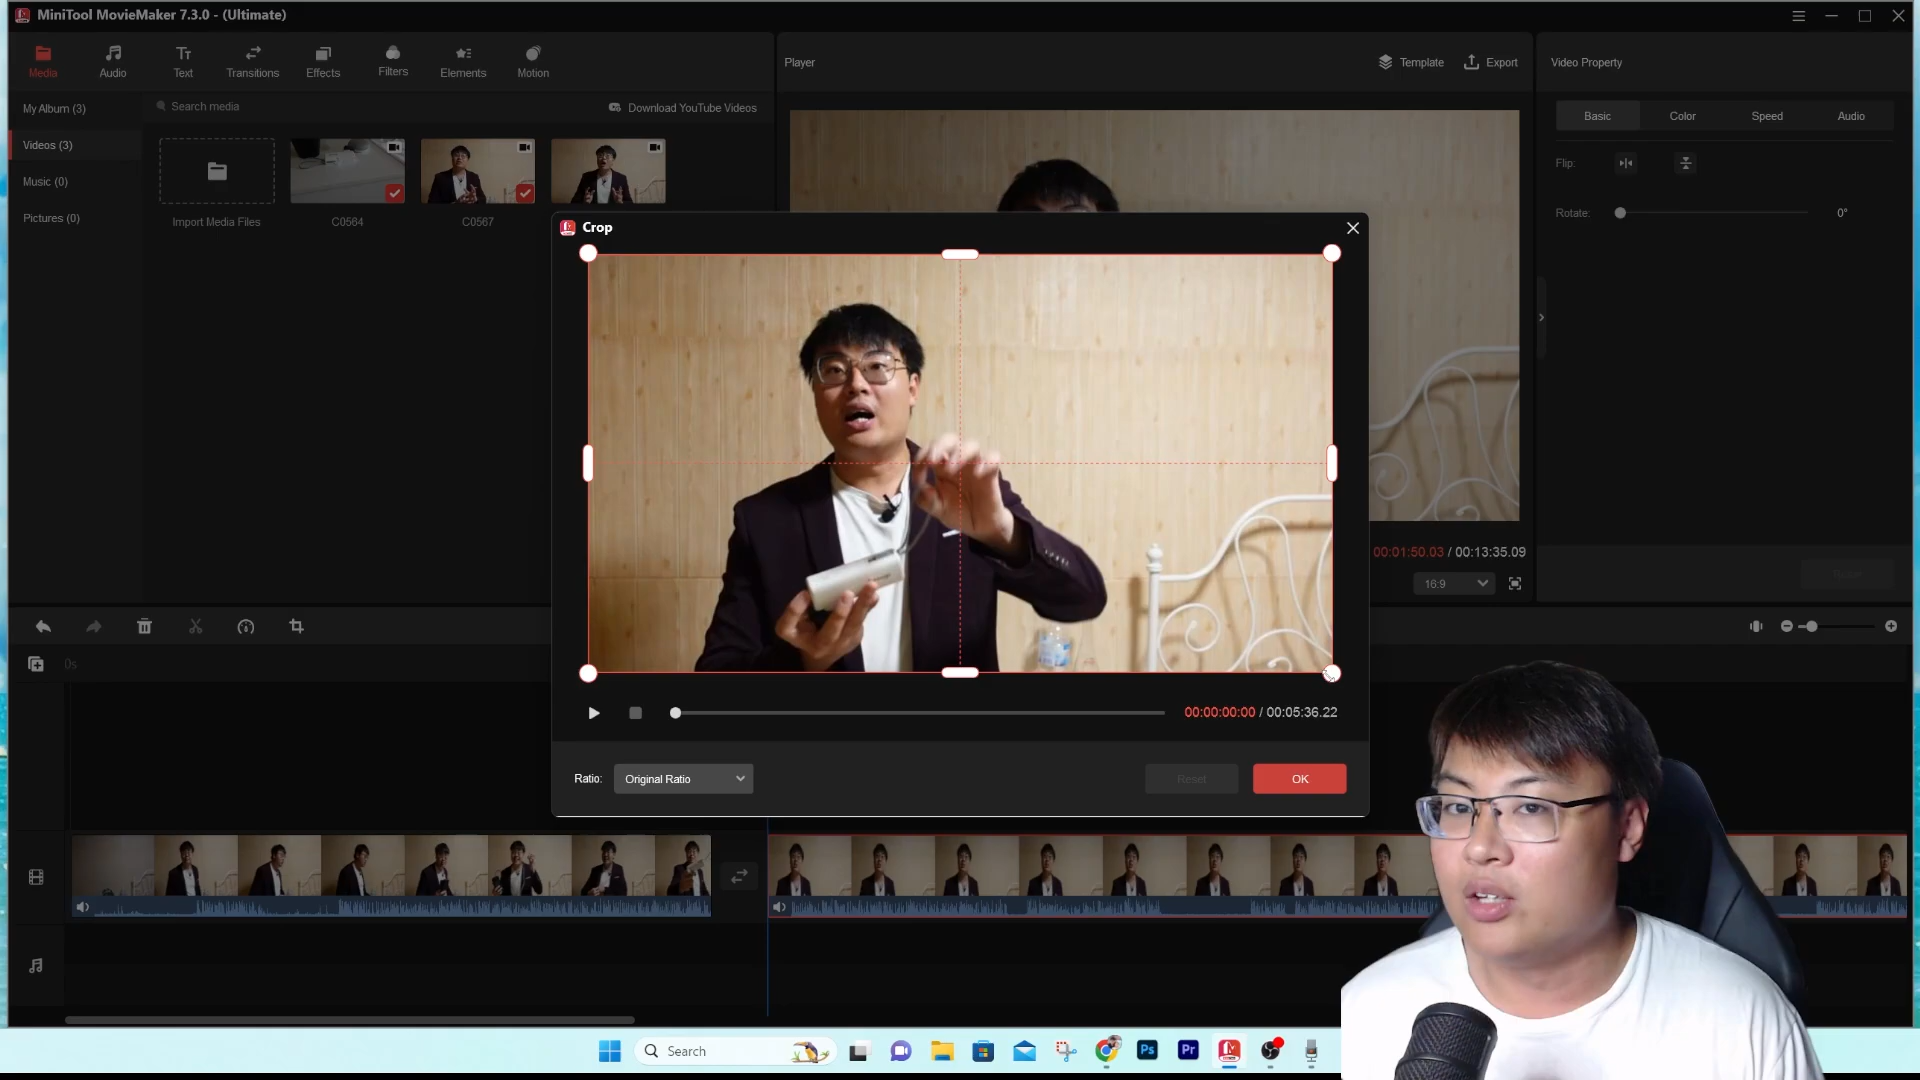 MiniTool MovieMaker 7.3.0 - (Ultimate)
Media
Audio
Text
Transitions
Effects
Filters
Elements
Motion
Player
Template
Export
Video Property
My Album (3)
Search media
Download YouTube Videos
Basic
Color
Speed
Audio
Videos (3)
Flip:
Music (0)
Rotate:
0°
Pictures (0)
Import Media Files
C0564
C0567
Crop
00:01:50.03 / 00:13:35.09
16:9
0s
00:00:00:00 / 00:05:36.22
Ratio:
Original Ratio
Reset
OK
Search
Ps
Pr